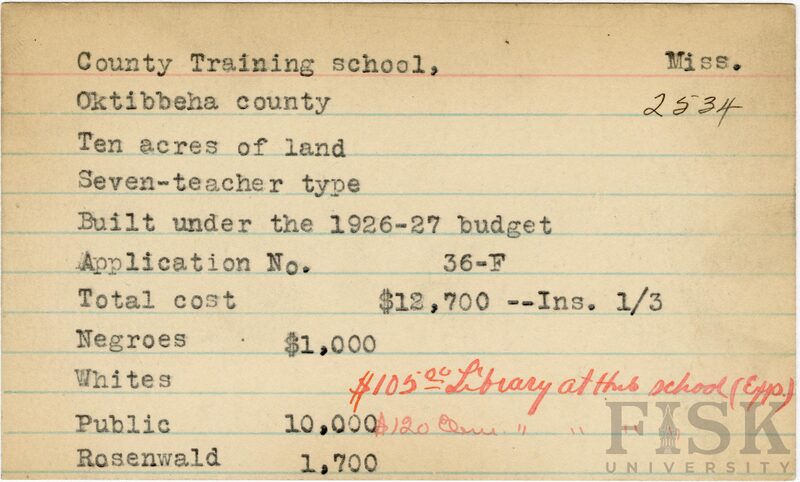 County Training school, Miss.
Oktibbeha county 2534
Ten acres of land
Seven-teacher type
Built under the 1926-27 budget
Application No. 36-F
Total cost $12,700 --Ins. 1/3
Negroes $1,000
Whites $105.00 Library at this school (Exp.)
Public 10,000 $120 " " "
Rosenwald 1,700
FISK
UNIVERSITY